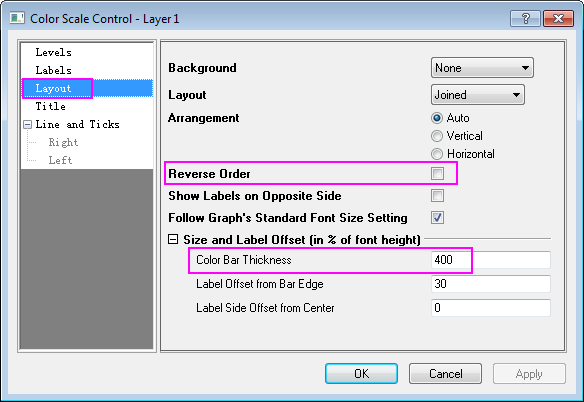 Color Scale Control - Layer1
Levels
Labels
Layout
Title
Line and Ticks
Right
Left
Background None
Layout Joined
Arrangement Auto
Vertical
Horizontal
Reverse Order
Show Labels on Opposite Side
Follow Graph's Standard Font Size Setting
Size and Label Offset (in % of font height)
Color Bar Thickness 400
Label Offset from Bar Edge 30
Label Side Offset from Center 0
OK Cancel Apply